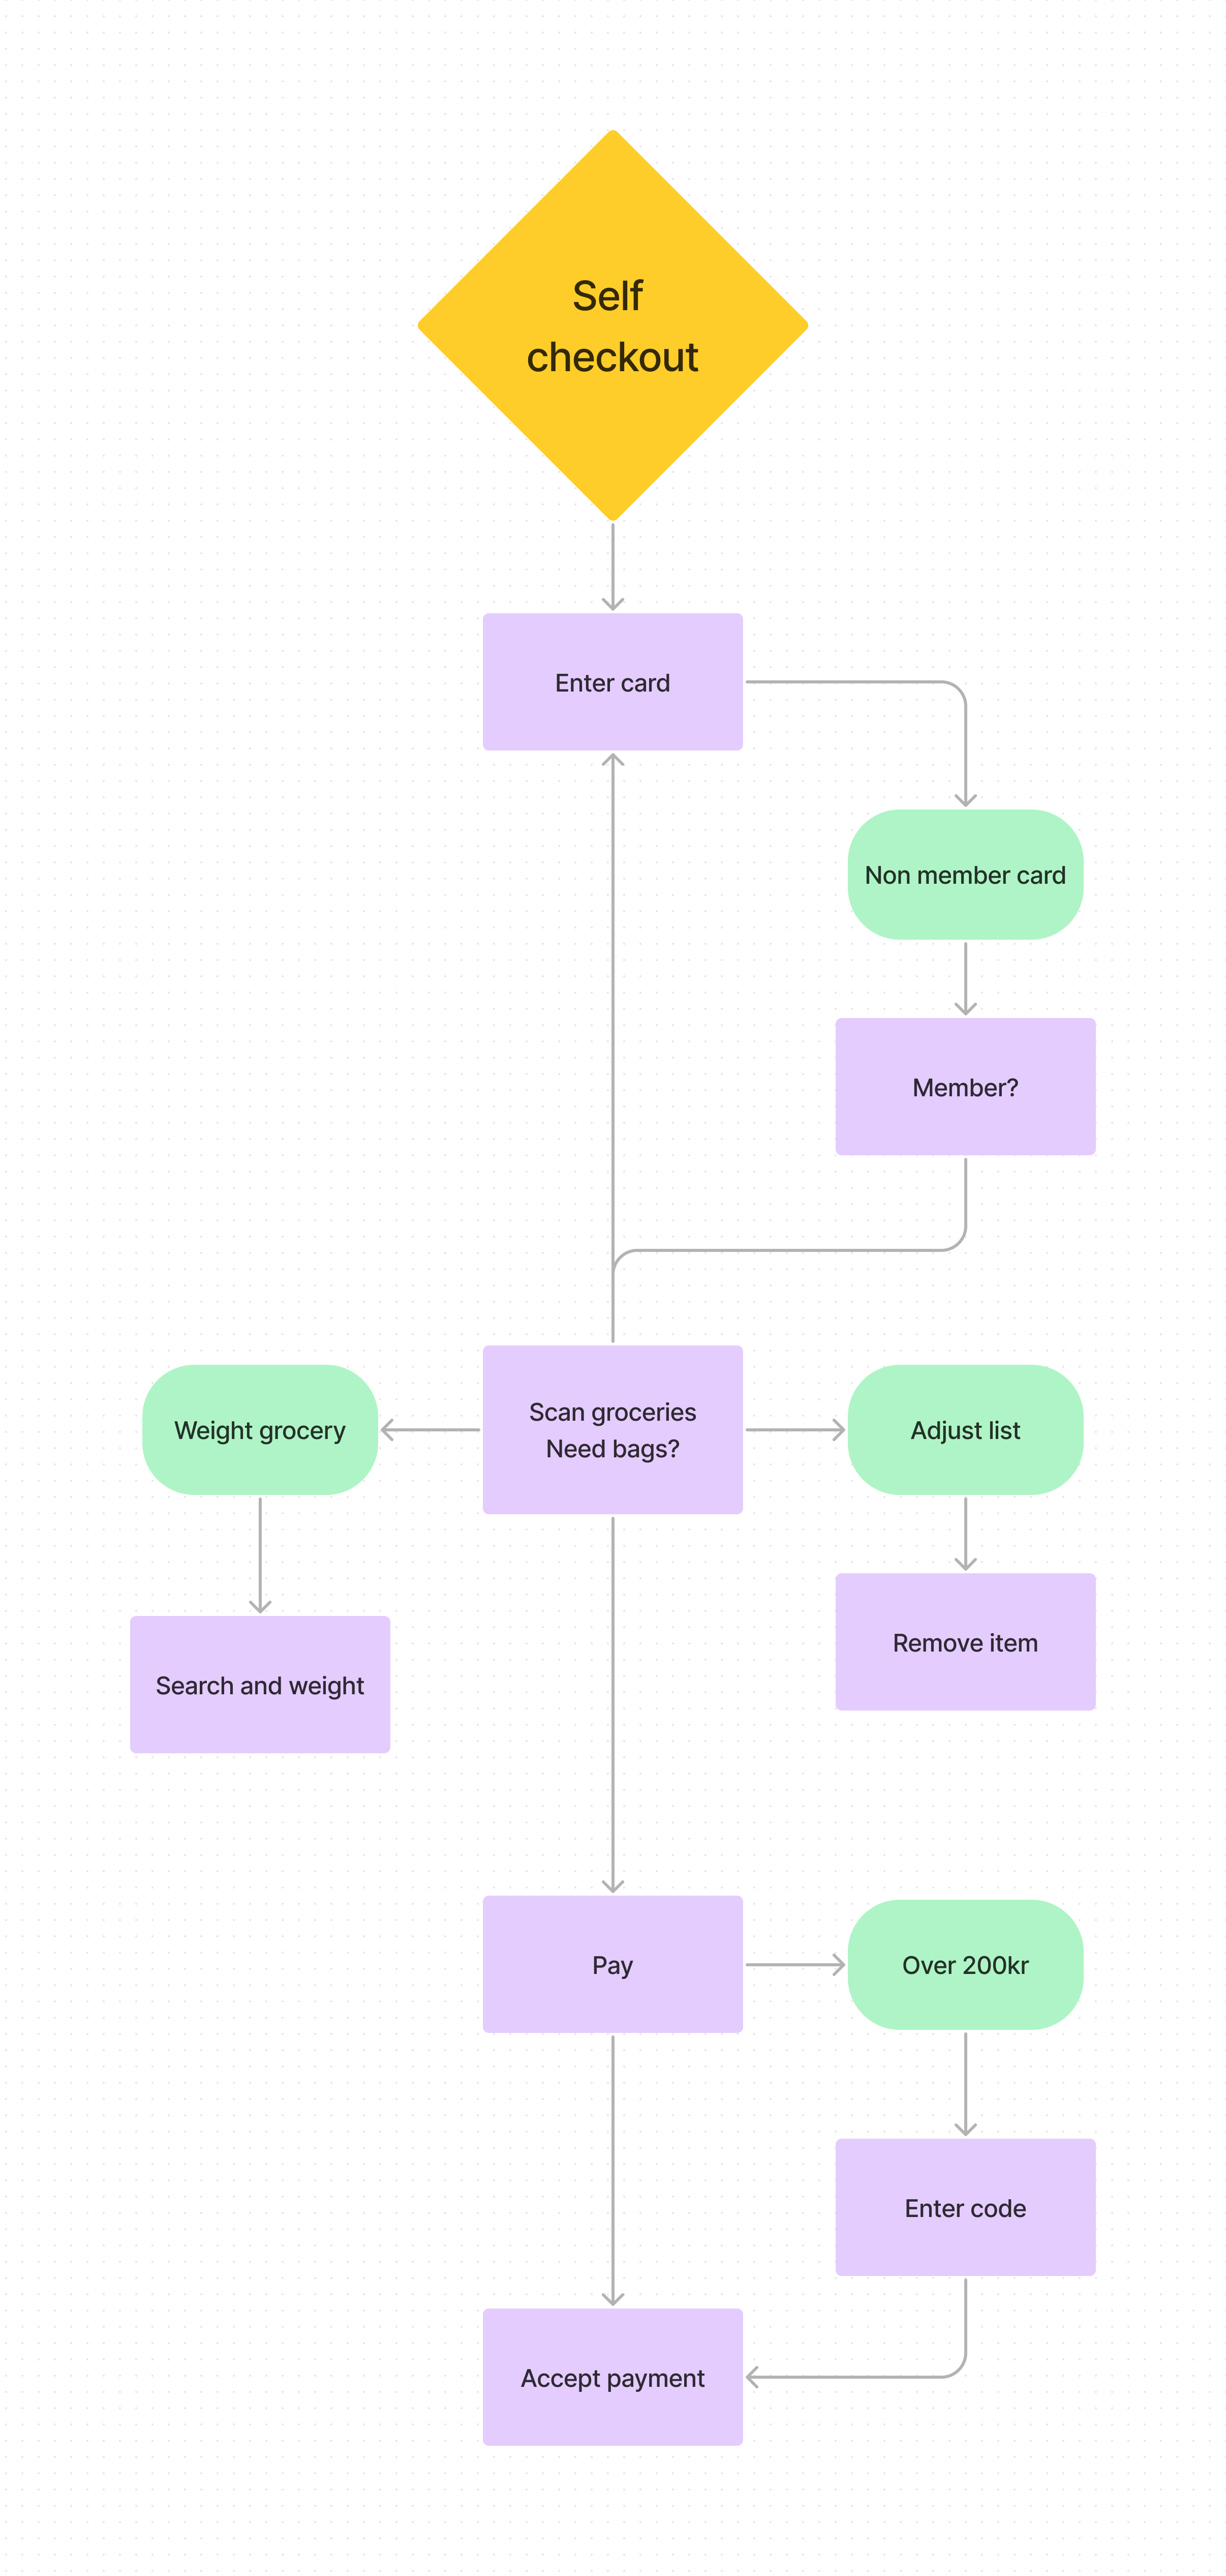 Self
checkout
Enter card
Non member card
Member?
Weight grocery
Scan groceries
Need bags?
Adjust list
Search and weight
Remove item
Pay
Over 200kr
Enter code
Accept payment